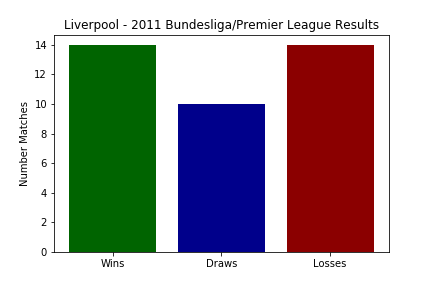 Liverpool - 2011 Bundesliga/Premier League Results
Number Matches
14
12
10
8
6
4
2
0
Wins Draws Losses